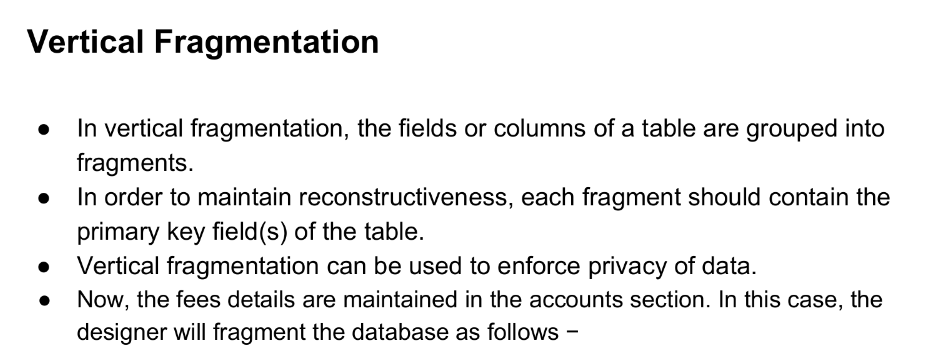 Vertical Fragmentation
● In vertical fragmentation, the fields or columns of a table are grouped into
fragments.
● In order to maintain reconstructiveness, each fragment should contain the
primary key field(s) of the table.
● Vertical fragmentation can be used to enforce privacy of data.
● Now, the fees details are maintained in the accounts section. In this case, the
designer will fragment the database as follows −